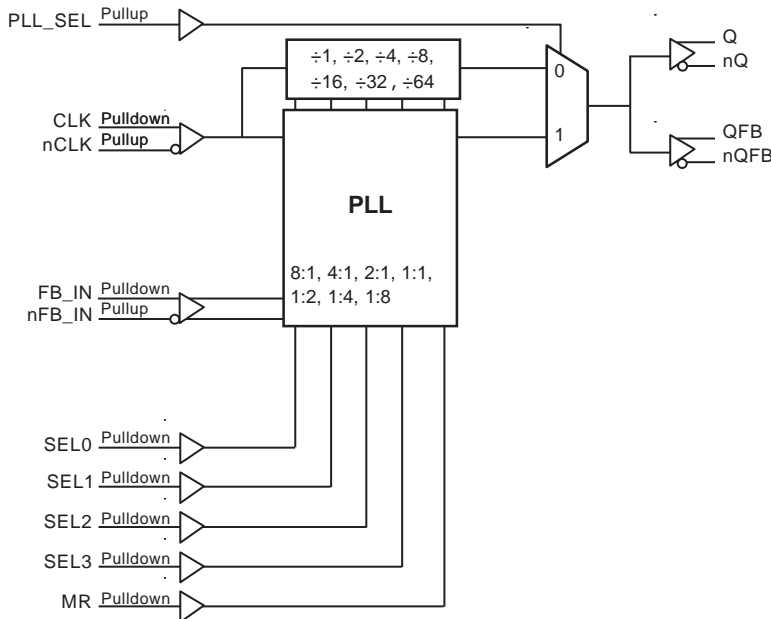 PLL_SEL Pullup
÷1, ÷2, ÷4, ÷8,
÷16, ÷32, ÷64
0
1
Q
nQ
CLK Pulldown
nCLK Pullup
QFB
nQFB
PLL
8:1, 4:1, 2:1, 1:1,
1:2, 1:4, 1:8
FB_IN Pulldown
nFB_IN Pullup
SEL0 Pulldown
SEL1 Pulldown
SEL2 Pulldown
SEL3 Pulldown
MR Pulldown